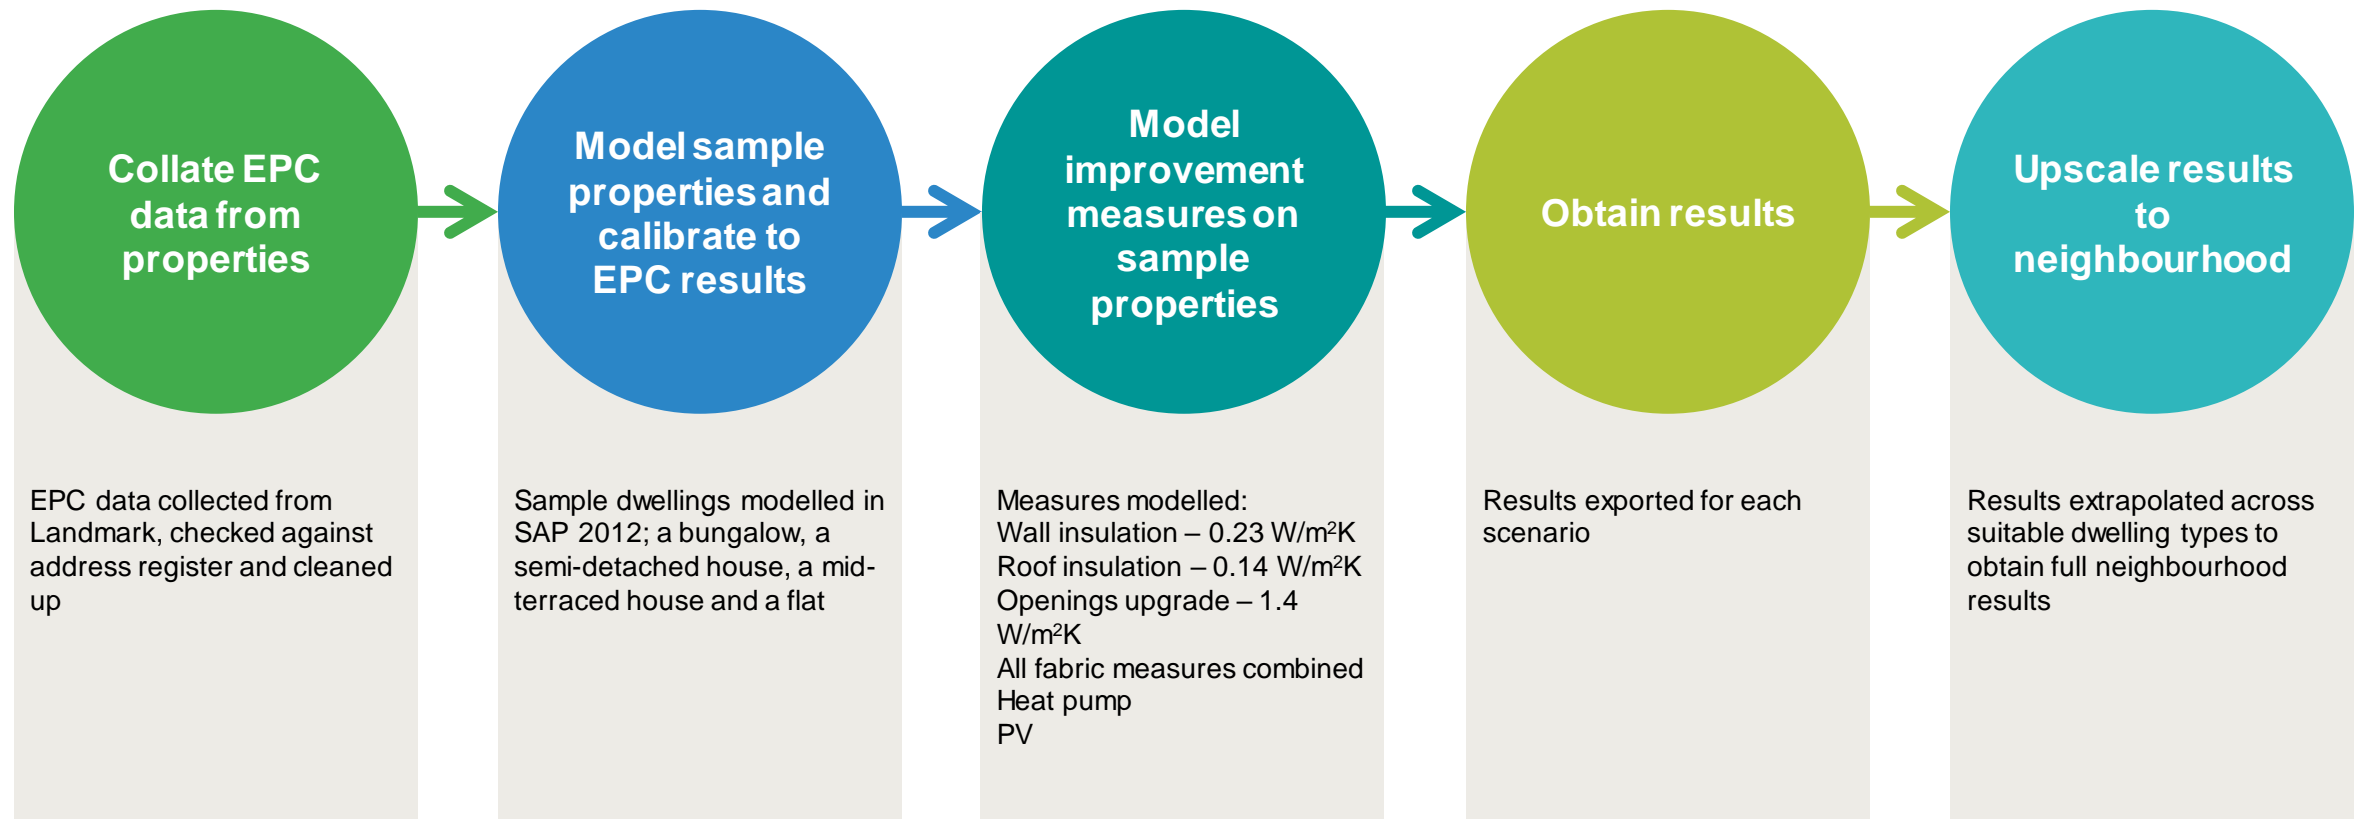 Collate EPC
data from
properties
Model sample
properties and
calibrate to
EPC results
Model
improvement
measures on
sample
properties
Obtain results
Upscale results
to
neighbourhood
EPC data collected from
Landmark, checked against
address register and cleaned
up
Sample dwellings modelled in
SAP 2012; a bungalow, a
semi-detached house, a mid-
terraced house and a flat
Measures modelled:
Wall insulation – 0.23 W/m²K
Roof insulation – 0.14 W/m²K
Openings upgrade – 1.4
W/m²K
All fabric measures combined
Heat pump
PV
Results exported for each
scenario
Results extrapolated across
suitable dwelling types to
obtain full neighbourhood
results